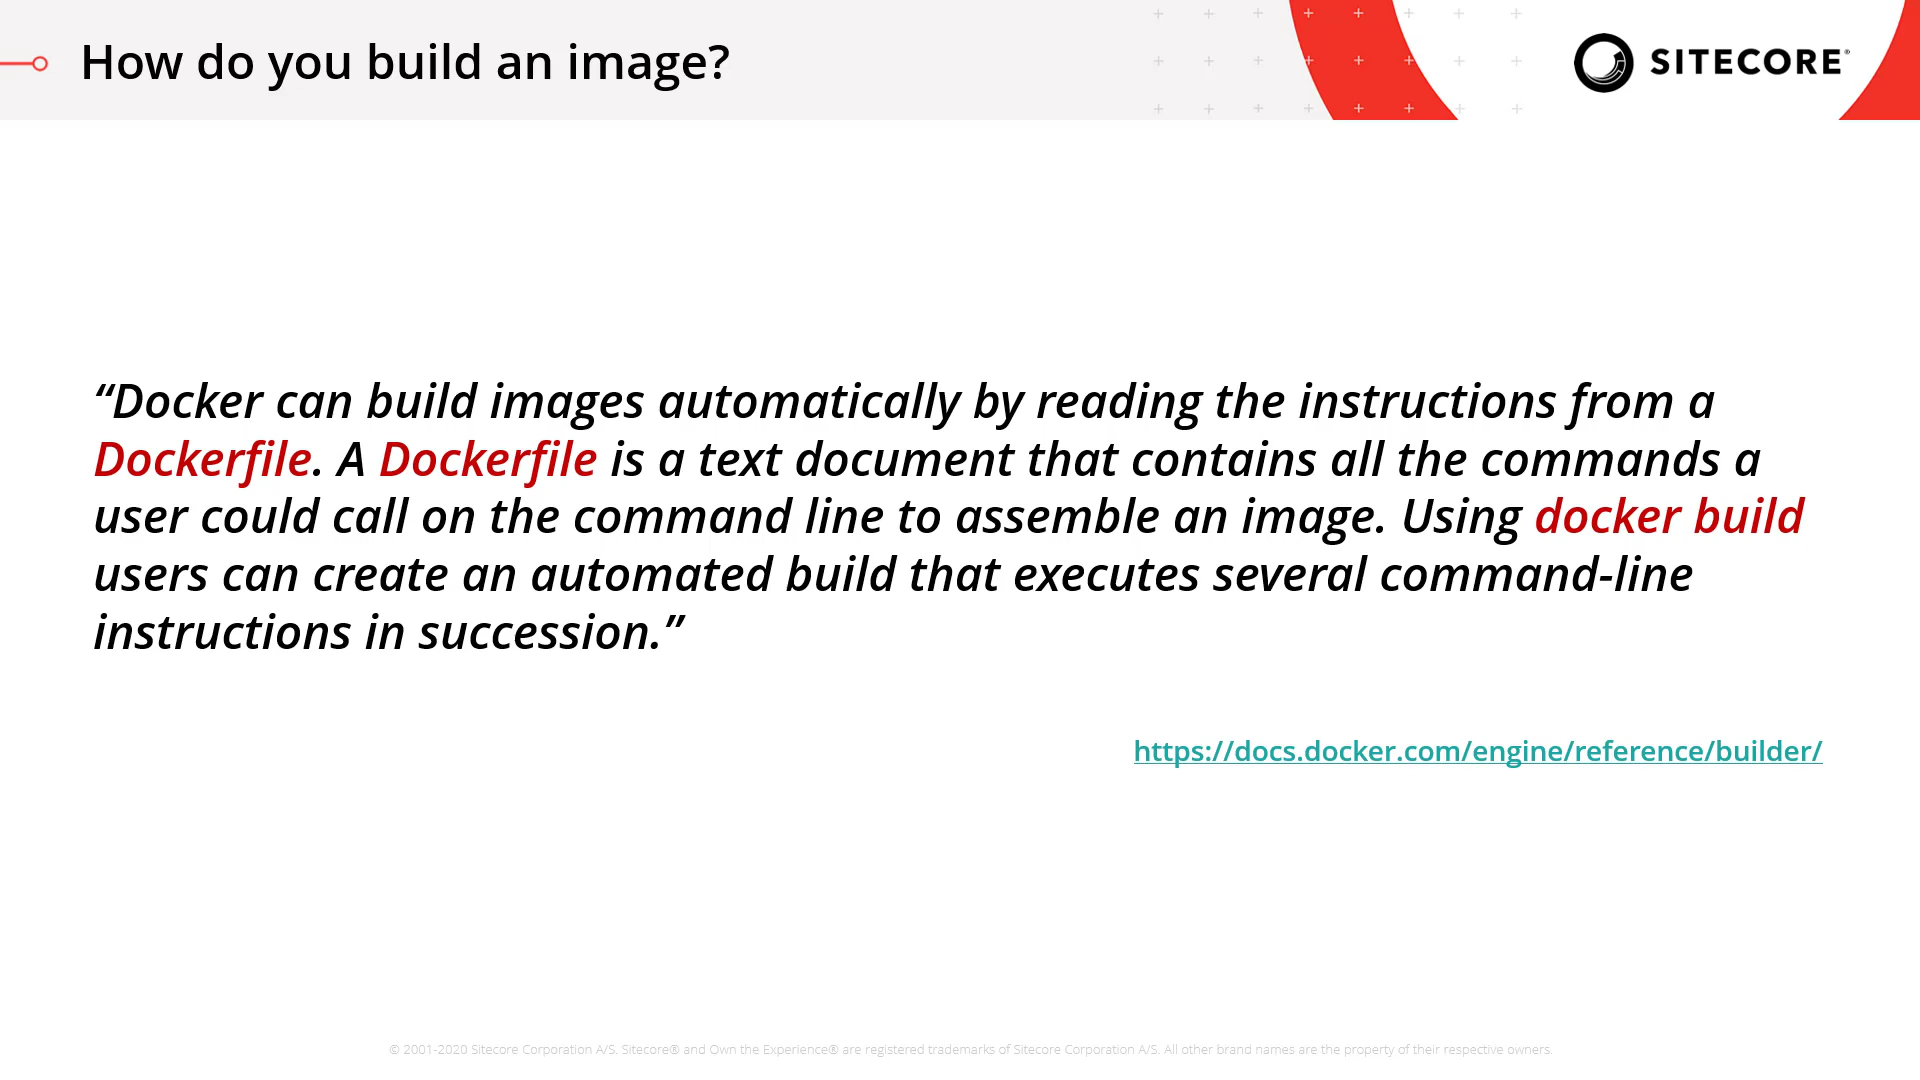 How do you build an image?
SITECORE®
“Docker can build images automatically by reading the instructions from a
Dockerfile. A Dockerfile is a text document that contains all the commands a
user could call on the command line to assemble an image. Using docker build
users can create an automated build that executes several command-line
instructions in succession.”
https://docs.docker.com/engine/reference/builder/
© 2001-2020 Sitecore Corporation A/S. Sitecore® and Own the Experience® are registered trademarks of Sitecore Corporation A/S. All other brand names are the property of their respective owners.